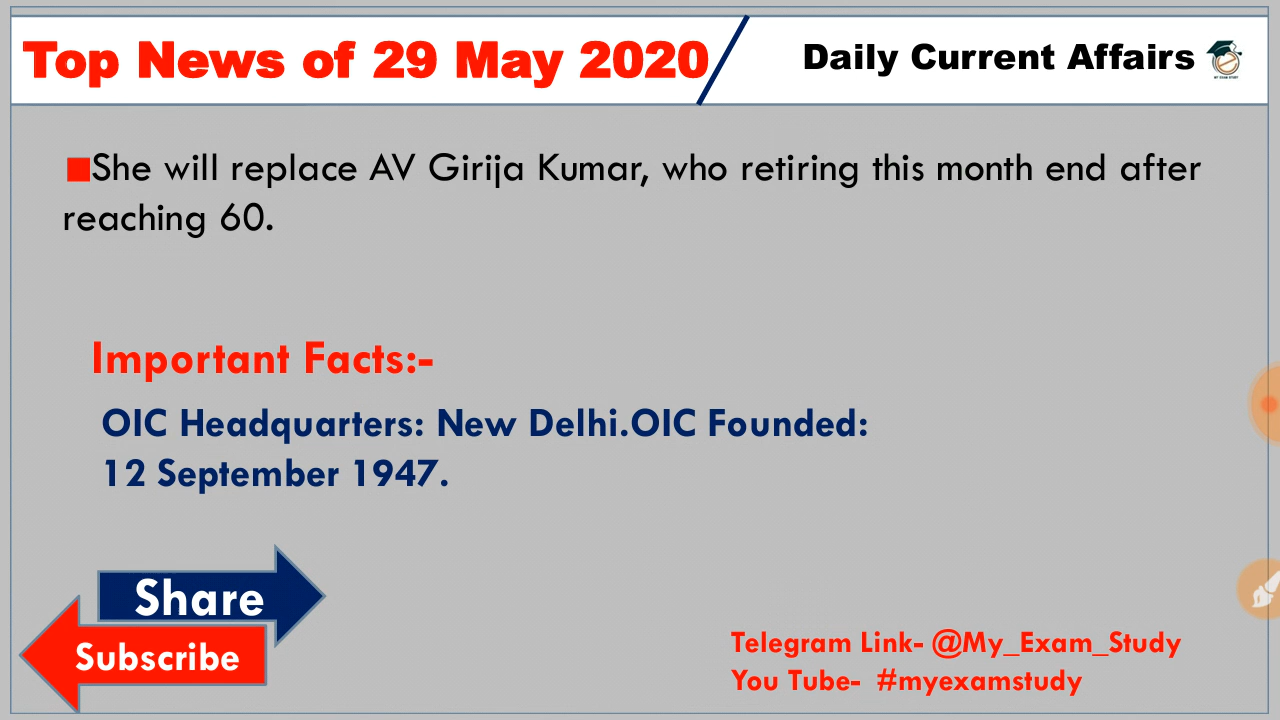 Top News of 29 May 2020
Daily Current Affairs
She will replace AV Girija Kumar, who retiring this month end after
reaching 60.
Important Facts:-
OIC Headquarters: New Delhi.OIC Founded:
12 September 1947.
Share
Subscribe
Telegram Link- @My_Exam_Study
You Tube- #myexamstudy